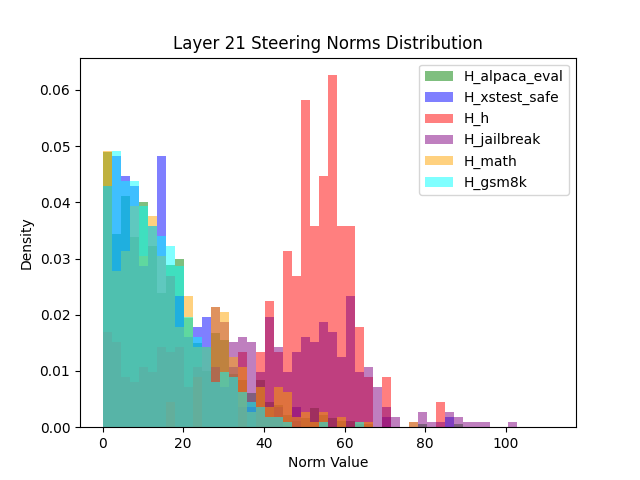 Layer 21 Steering Norms Distribution
H_alpaca_eval
H_xstest_safe
H_h
H_jailbreak
H_math
H_gsm8k
0.06
0.05
0.04
0.03
0.02
0.01
0.00
Density
0 20 40 60 80 100
Norm Value